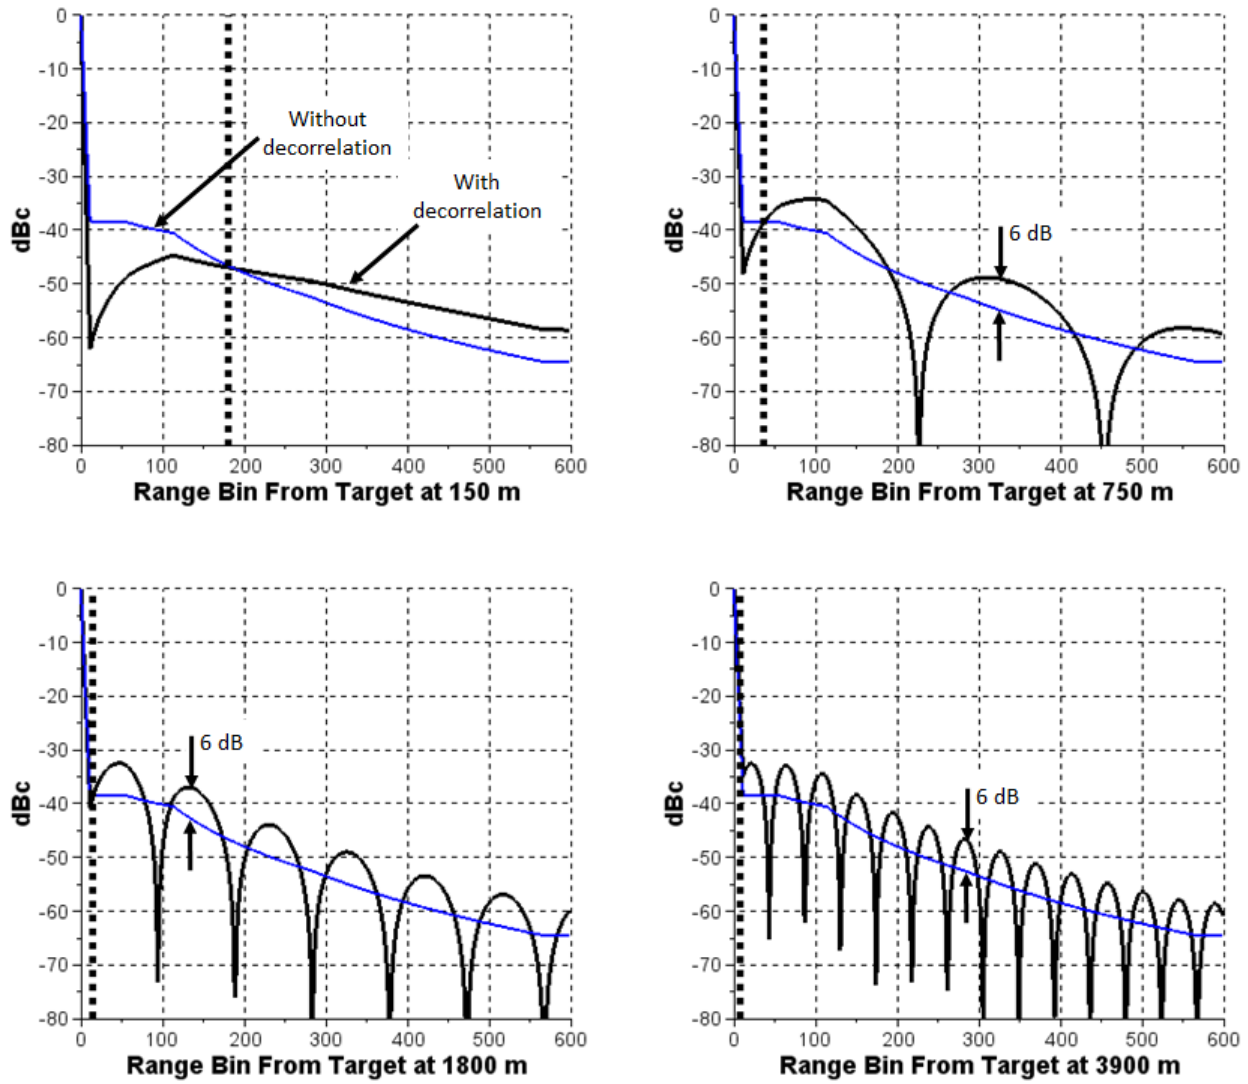 0
-10
-20
-30
-40
-50
-60
-70
-80
dBc
Without
decorrelation
With
decorrelation
0 100 200 300 400 500 600
Range Bin From Target at 150 m
0
-10
-20
-30
-40
-50
-60
-70
-80
dBc
6 dB
0 100 200 300 400 500 600
Range Bin From Target at 750 m
0
-10
-20
-30
-40
-50
-60
-70
-80
dBc
6 dB
0 100 200 300 400 500 600
Range Bin From Target at 1800 m
0
-10
-20
-30
-40
-50
-60
-70
-80
dBc
6 dB
0 100 200 300 400 500 600
Range Bin From Target at 3900 m